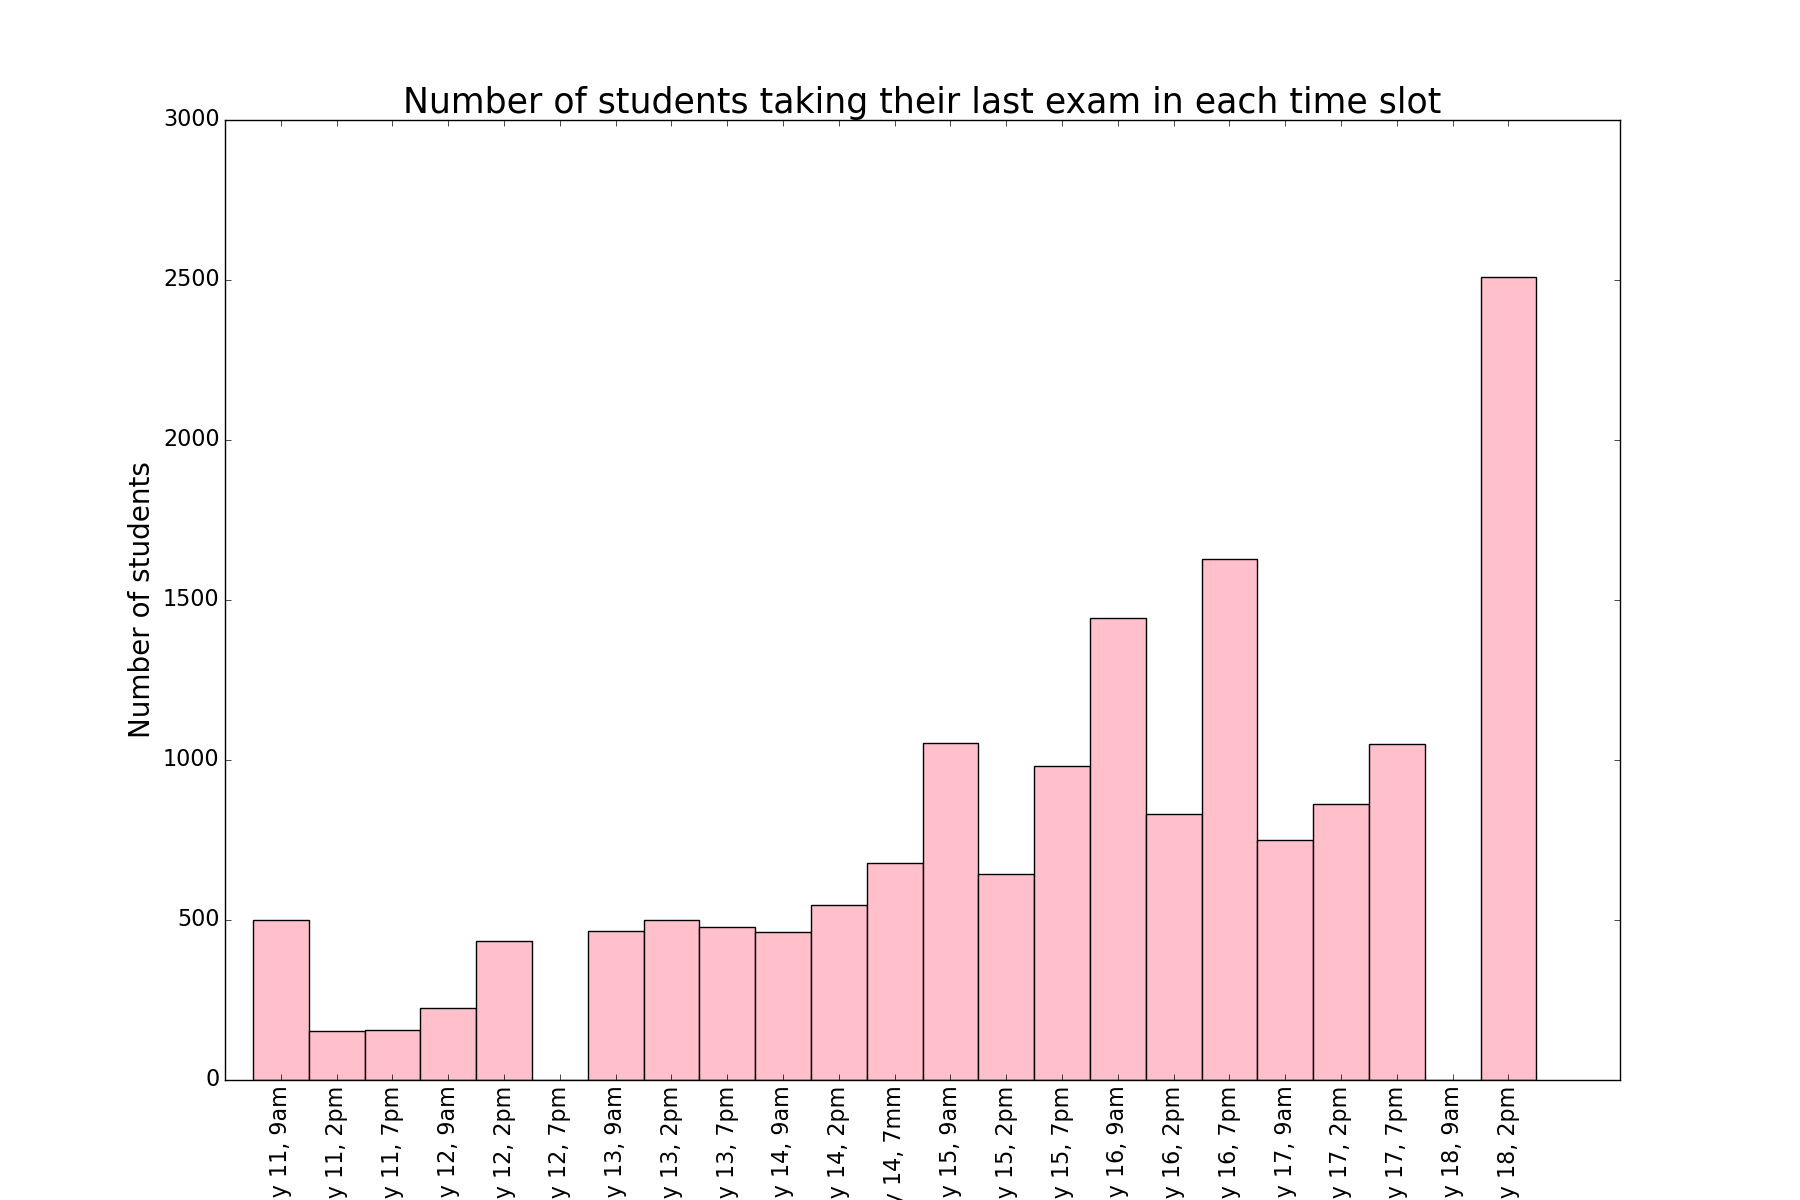 Number of students taking their last exam in each time slot
Number of students
3000
2500
2000
1500
1000
500
0
y 11, 9am
y 11, 2pm
y 11, 7pm
y 12, 9am
y 12, 2pm
y 12, 7pm
y 13, 9am
y 13, 2pm
y 13, 7pm
y 14, 9am
y 14, 2pm
y 14, 7mm
y 15, 9am
y 15, 2pm
y 15, 7pm
y 16, 9am
y 16, 2pm
y 16, 7pm
y 17, 9am
y 17, 2pm
y 17, 7pm
y 18, 9am
y 18, 2pm